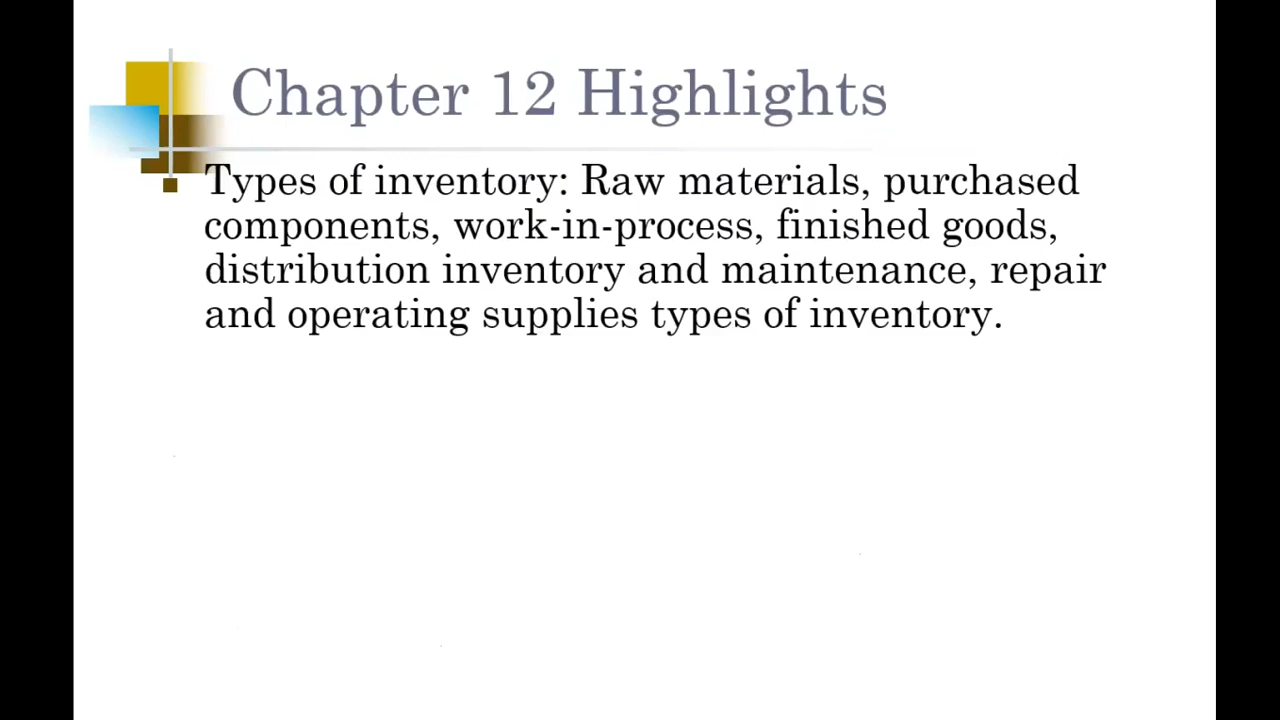 Chapter 12 Highlights
Types of inventory: Raw materials, purchased
components, work-in-process, finished goods,
distribution inventory and maintenance, repair
and operating supplies types of inventory.